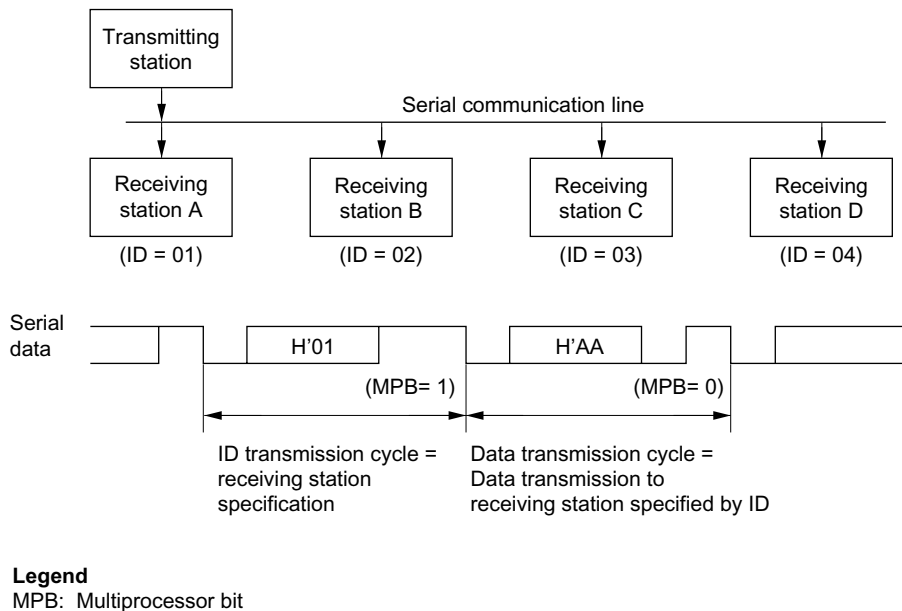 Transmitting
station
Serial communication line
Receiving
station A
Receiving
station B
Receiving
station C
Receiving
station D
(ID = 01)
(ID = 02)
(ID = 03)
(ID = 04)
Serial
data
H'01
H'AA
(MPB= 1)
(MPB= 0)
ID transmission cycle =
receiving station
specification
Data transmission cycle =
Data transmission to
receiving station specified by ID
Legend
MPB: Multiprocessor bit